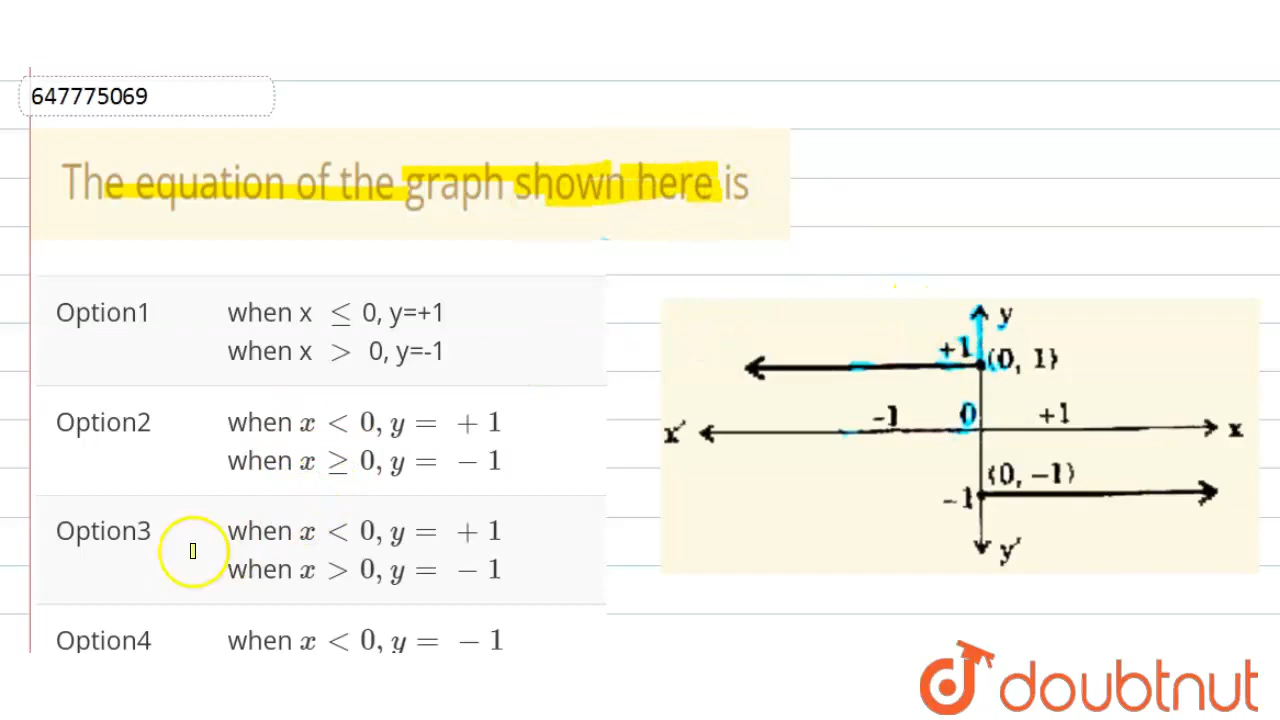 647775069
The equation of the graph shown here is
Option1 when x ≤ 0, y=+1
when x > 0, y=-1
Option2 when x < 0, y = +1
when x ≥ 0, y = −1
Option3 when x < 0, y = +1
when x > 0, y = −1
Option4 when x < 0, y = −1
y
+1 (0, 1)
-1 0 +1
x′ x
(0, −1)
−1
y′
doubtnut